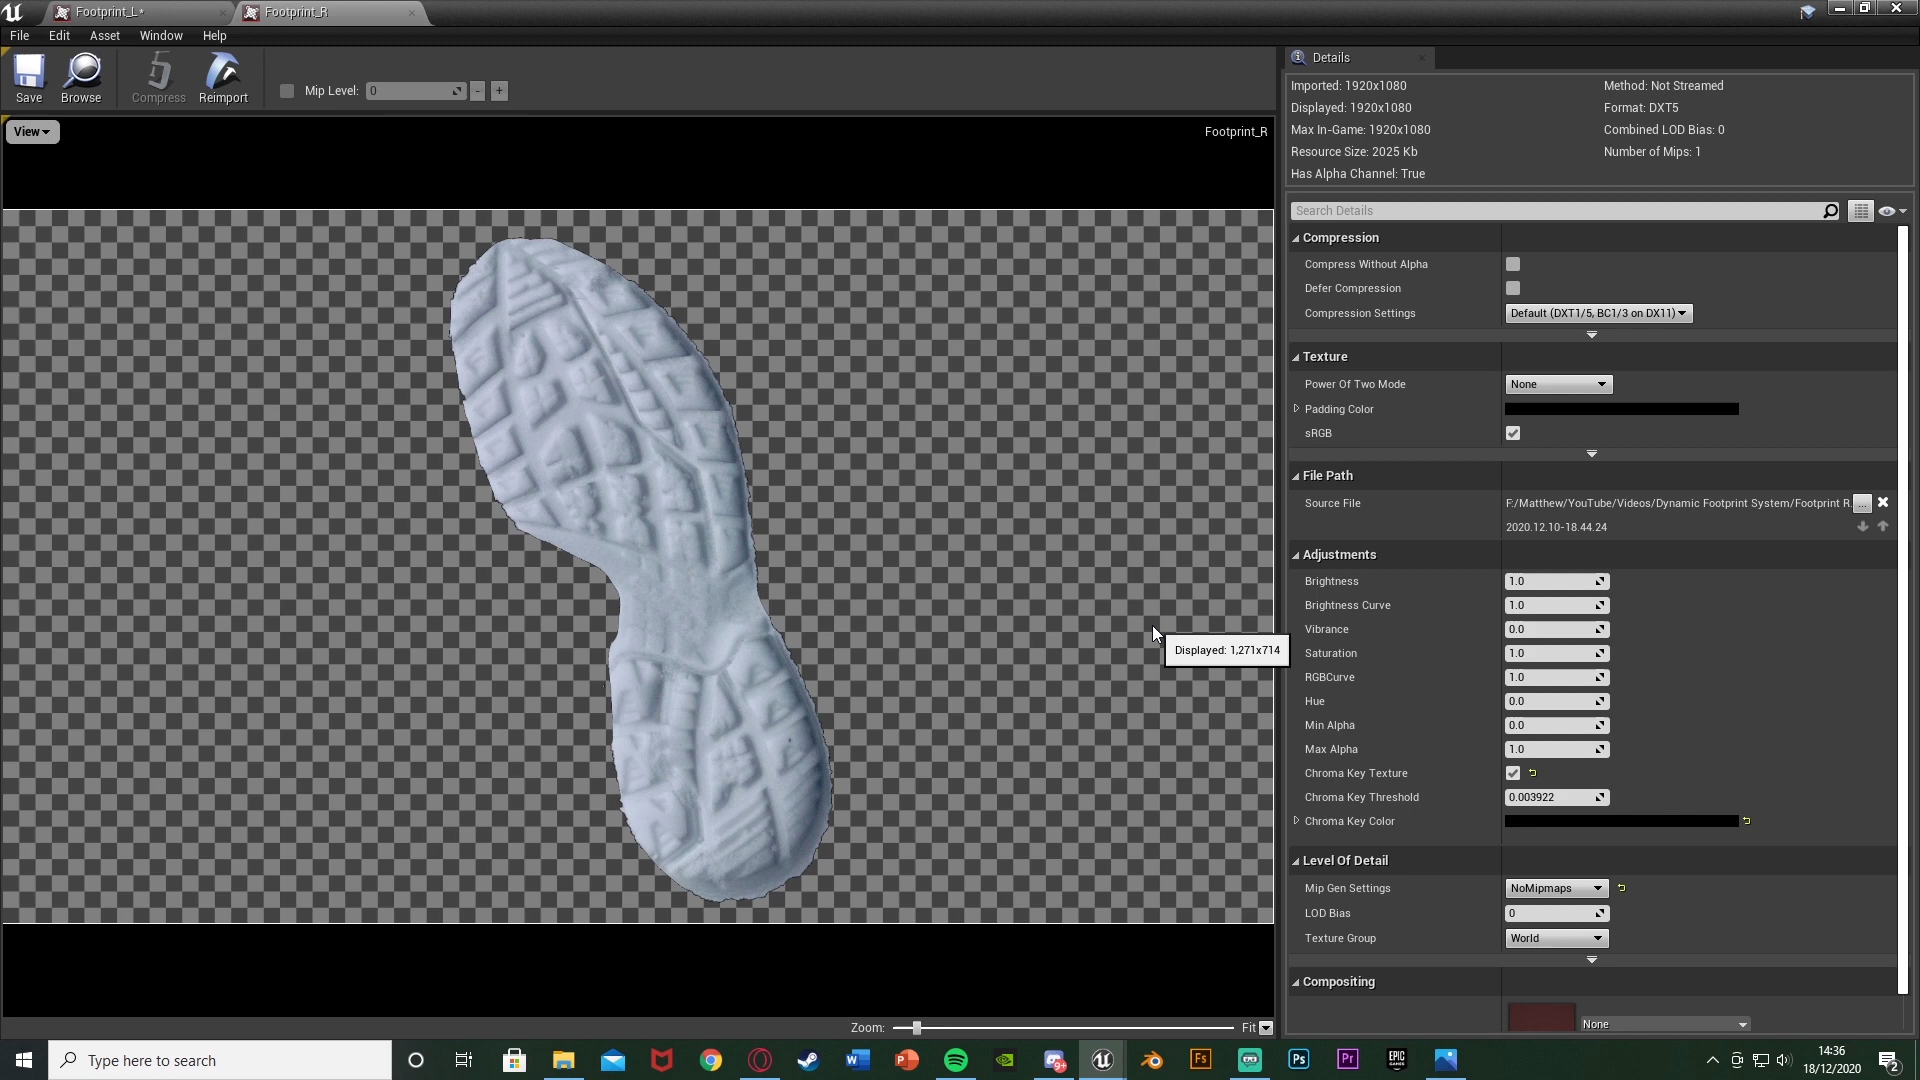 Footprint_L*
Footprint_R
File Edit Asset Window Help
Save Browse Compress Reimport Mip Level: 0 - +
View
Footprint_R
Displayed: 1,271x714
Zoom: Fit
Details
Imported: 1920x1080 Method: Not Streamed
Displayed: 1920x1080 Format: DXT5
Max In-Game: 1920x1080 Combined LOD Bias: 0
Resource Size: 2025 Kb Number of Mips: 1
Has Alpha Channel: True
Search Details
Compression
Compress Without Alpha
Defer Compression
Compression Settings Default (DXT1/5, BC1/3 on DX11)
Texture
Power Of Two Mode None
Padding Color
sRGB
File Path
Source File F:/Matthew/YouTube/Videos/Dynamic Footprint System/Footprint R ...
2020.12.10-18.44.24
Adjustments
Brightness 1.0
Brightness Curve 1.0
Vibrance 0.0
Saturation 1.0
RGBCurve 1.0
Hue 0.0
Min Alpha 0.0
Max Alpha 1.0
Chroma Key Texture
Chroma Key Threshold 0.003922
Chroma Key Color
Level Of Detail
Mip Gen Settings NoMipmaps
LOD Bias 0
Texture Group World
Compositing
None
Type here to search
W P Fs Ps Pr EPIC GAMES
14:36
18/12/2020
2